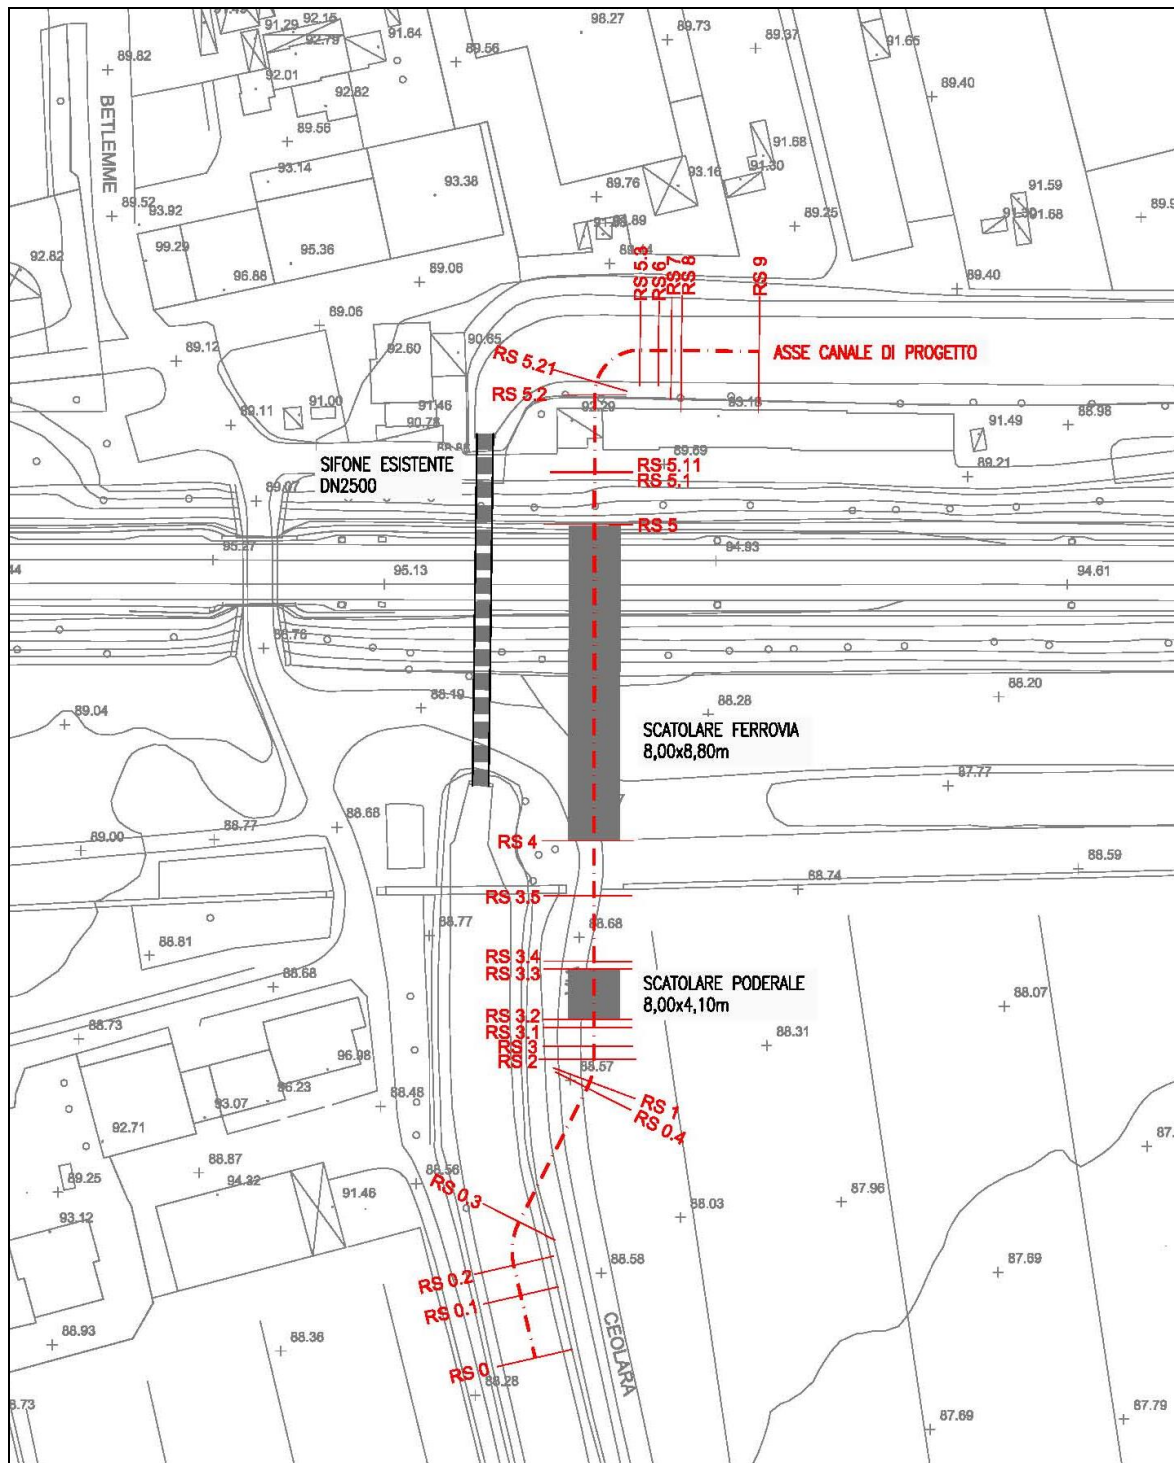 91.29
92.15
98.27
89.73
89.37
91.65
91.64
92.79
89.82
89.56
92.01
92.82
89.40
BETLEMME
89.56
91.68
93.14
91.30
93.16
93.38
89.76
91.59
89.52
93.92
91.68
89.25
99.29
95.36
92.82
96.88
89.06
89.40
RS 5.3
RS 6
RS 7
RS 8
RS 9
89.06
90.65
92.60
89.12
ASSE CANALE DI PROGETTO
RS 5.21
RS 5.2
91.00
91.46
89.11
90.78
91.49
88.98
SIFONE ESISTENTE
DN2500
89.69
RS 5.11
RS 5.1
89.21
89.07
RS 5
95.27
94.93
95.13
94.61
88.76
88.19
88.28
88.20
89.04
SCATOLARE FERROVIA
8,00x8,80m
87.77
88.68
88.77
89.00
RS 4
88.59
88.74
RS 3.5
88.77
88.68
88.81
RS 3.4
RS 3.3
88.68
SCATOLARE PODERALE
8,00x4,10m
88.07
RS 3.2
RS 3.1
88.73
88.31
RS 3
RS 2
96.98
88.57
96.23
93.07
88.48
RS 1
RS 0.4
92.71
88.87
88.56
89.25
94.32
91.46
RS 0.3
87.96
88.03
93.12
88.58
87.69
RS 0.2
RS 0.1
CEOLARA
88.93
88.36
RS 0
88.28
87.79
87.69